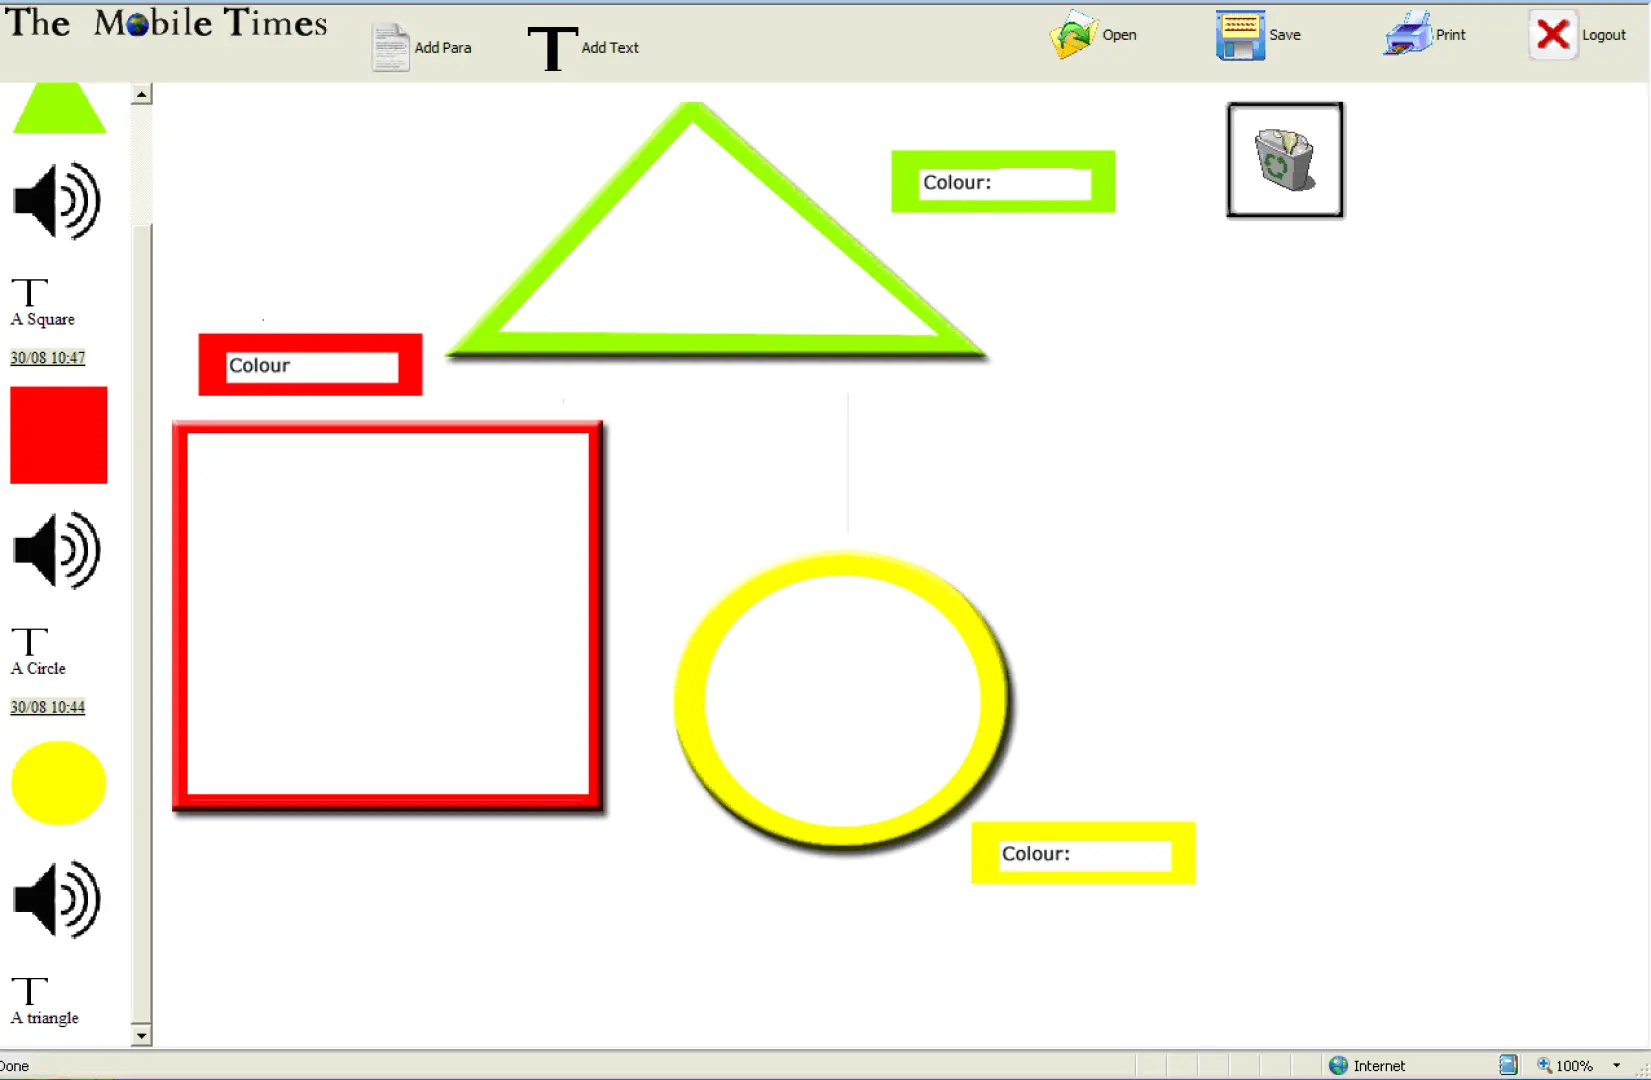 The Mobile Times
Add Para
T Add Text
Open
Save
Print
Logout
T
A Square
30/08 10:47
T
A Circle
30/08 10:44
T
A triangle
Colour:
Colour
Colour:
Done
Internet
100%